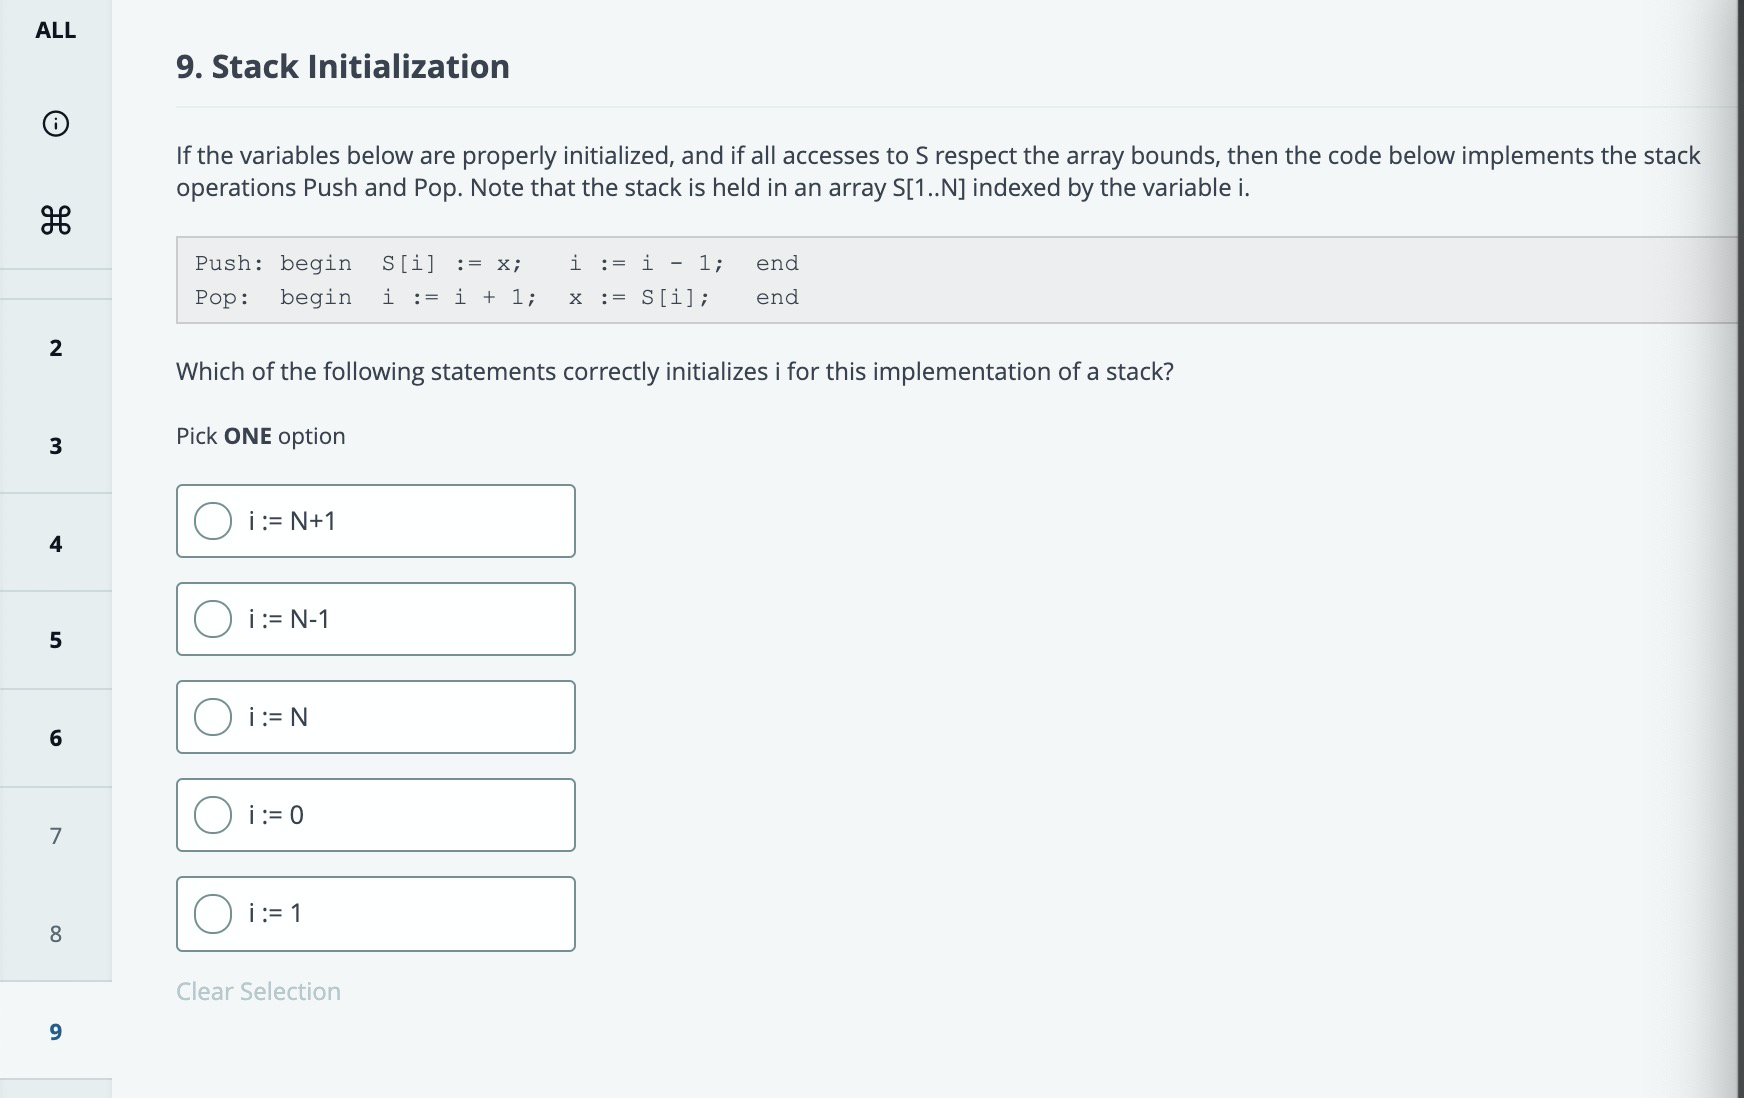 ALL
2
3
4
5
6
7
8
9
9. Stack Initialization
If the variables below are properly initialized, and if all accesses to S respect the array bounds, then the code below implements the stack
operations Push and Pop. Note that the stack is held in an array S[1..N] indexed by the variable i.
Push: begin  S[i] := x;   i := i - 1;  end
Pop:  begin  i := i + 1;  x := S[i];   end
Which of the following statements correctly initializes i for this implementation of a stack?
Pick ONE option
i := N+1
i := N-1
i := N
i := 0
i := 1
Clear Selection